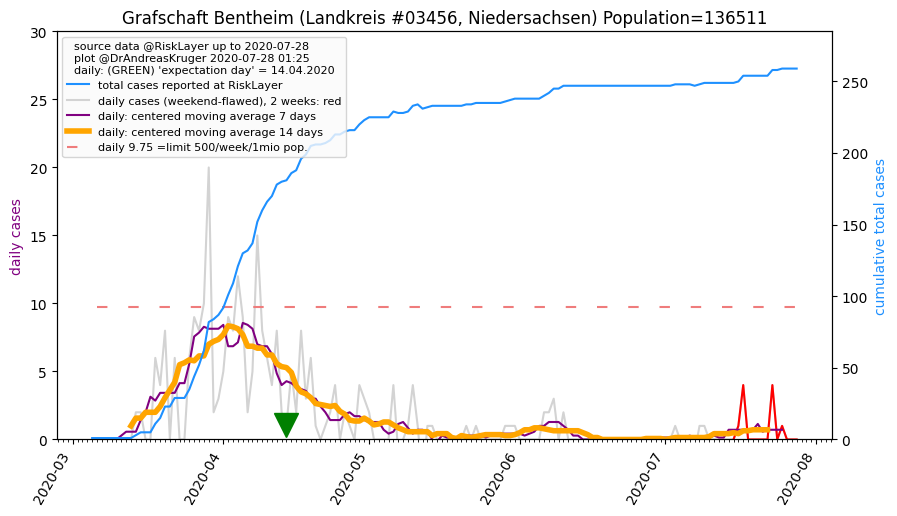 Grafschaft Bentheim (Landkreis #03456, Niedersachsen) Population=136511
source data @RiskLayer up to 2020-07-28
plot @DrAndreasKruger 2020-07-28 01:25
daily: (GREEN) 'expectation day' = 14.04.2020
total cases reported at RiskLayer
daily cases (weekend-flawed), 2 weeks: red
daily: centered moving average 7 days
daily: centered moving average 14 days
daily 9.75 =limit 500/week/1mio pop.
daily cases
30
25
20
15
10
5
0
cumulative total cases
250
200
150
100
50
0
2020-03
2020-04
2020-05
2020-06
2020-07
2020-08